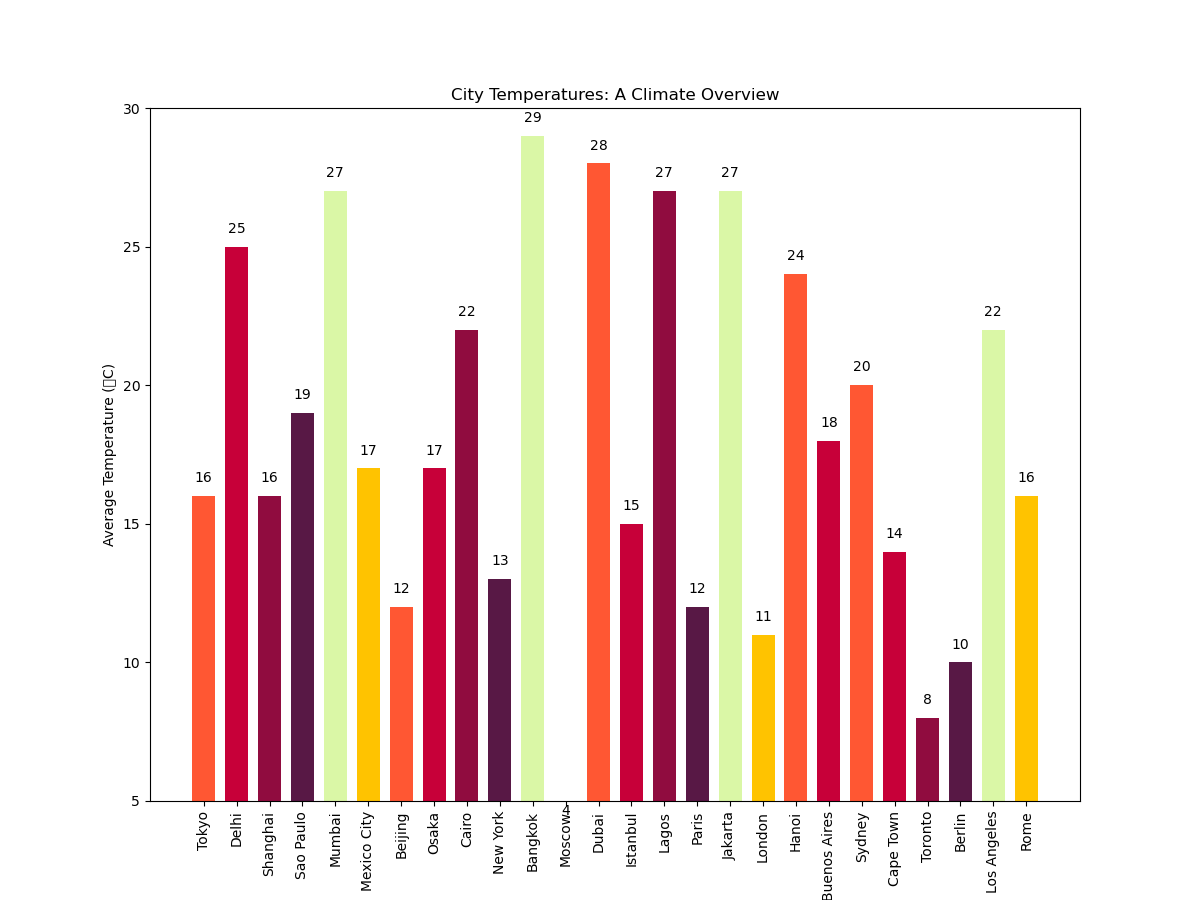 City Temperatures: A Climate Overview
Average Temperature (▯C)
30
25
20
15
10
5
16
25
16
19
27
17
12
17
22
13
29
4
28
15
27
12
27
11
24
18
20
14
8
10
22
16
Tokyo
Delhi
Shanghai
Sao Paulo
Mumbai
Mexico City
Beijing
Osaka
Cairo
New York
Bangkok
Moscow
Dubai
Istanbul
Lagos
Paris
Jakarta
London
Hanoi
Buenos Aires
Sydney
Cape Town
Toronto
Berlin
Los Angeles
Rome